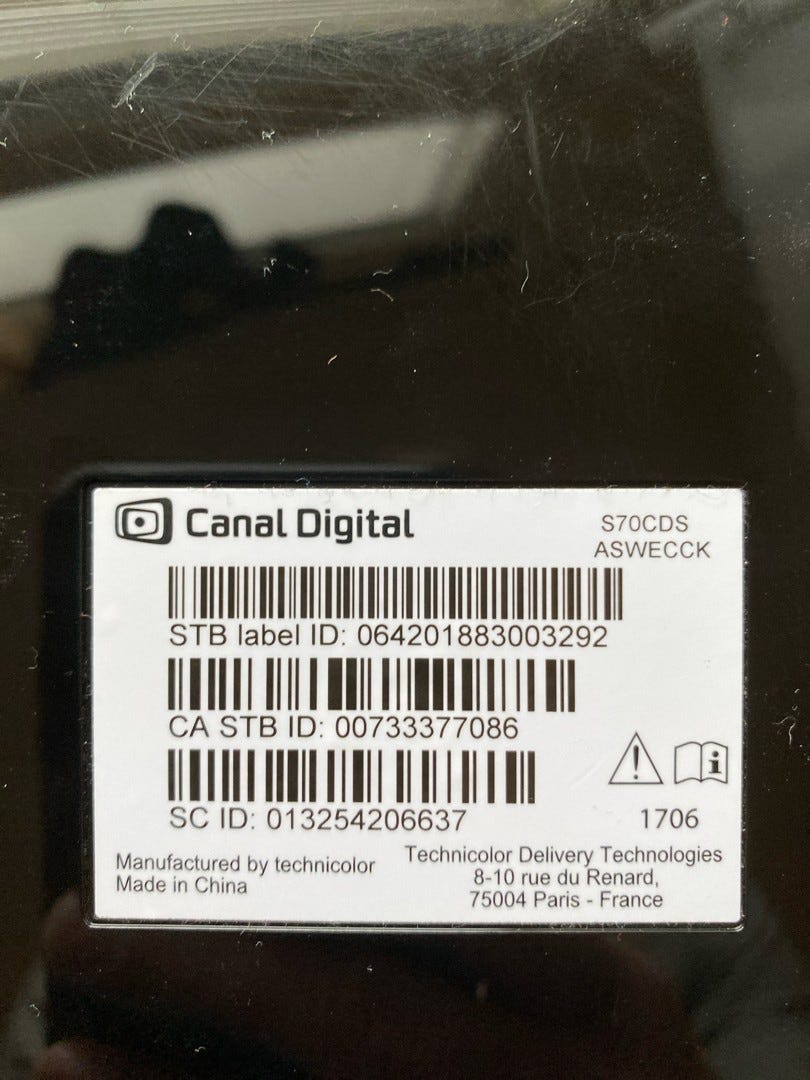 Canal Digital
S70CDS
ASWECCK
STB label ID: 064201883003292
CA STB ID: 00733377086
SC ID: 013254206637
1706
Manufactured by technicolor
Made in China
Technicolor Delivery Technologies
8-10 rue du Renard,
75004 Paris - France